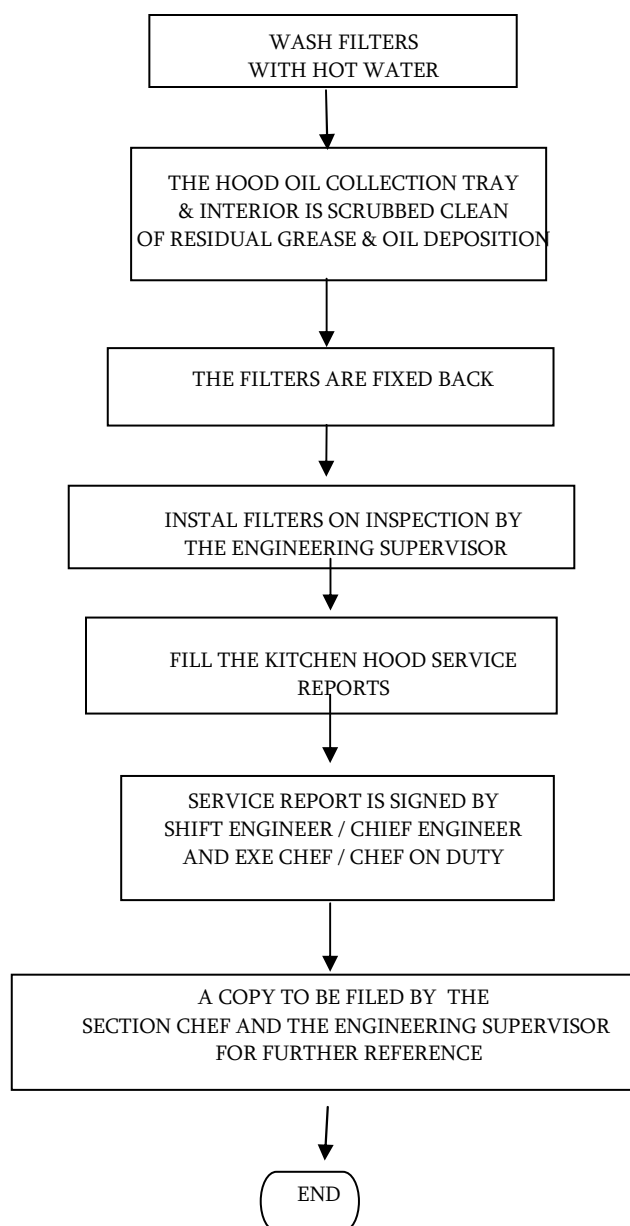 WASH FILTERS
WITH HOT WATER
THE HOOD OIL COLLECTION TRAY
& INTERIOR IS SCRUBBED CLEAN
OF RESIDUAL GREASE & OIL DEPOSITION
THE FILTERS ARE FIXED BACK
INSTAL FILTERS ON INSPECTION BY
THE ENGINEERING SUPERVISOR
FILL THE KITCHEN HOOD SERVICE
REPORTS
SERVICE REPORT IS SIGNED BY
SHIFT ENGINEER / CHIEF ENGINEER
AND EXE CHEF / CHEF ON DUTY
A COPY TO BE FILED BY THE
SECTION CHEF AND THE ENGINEERING SUPERVISOR
FOR FURTHER REFERENCE
END